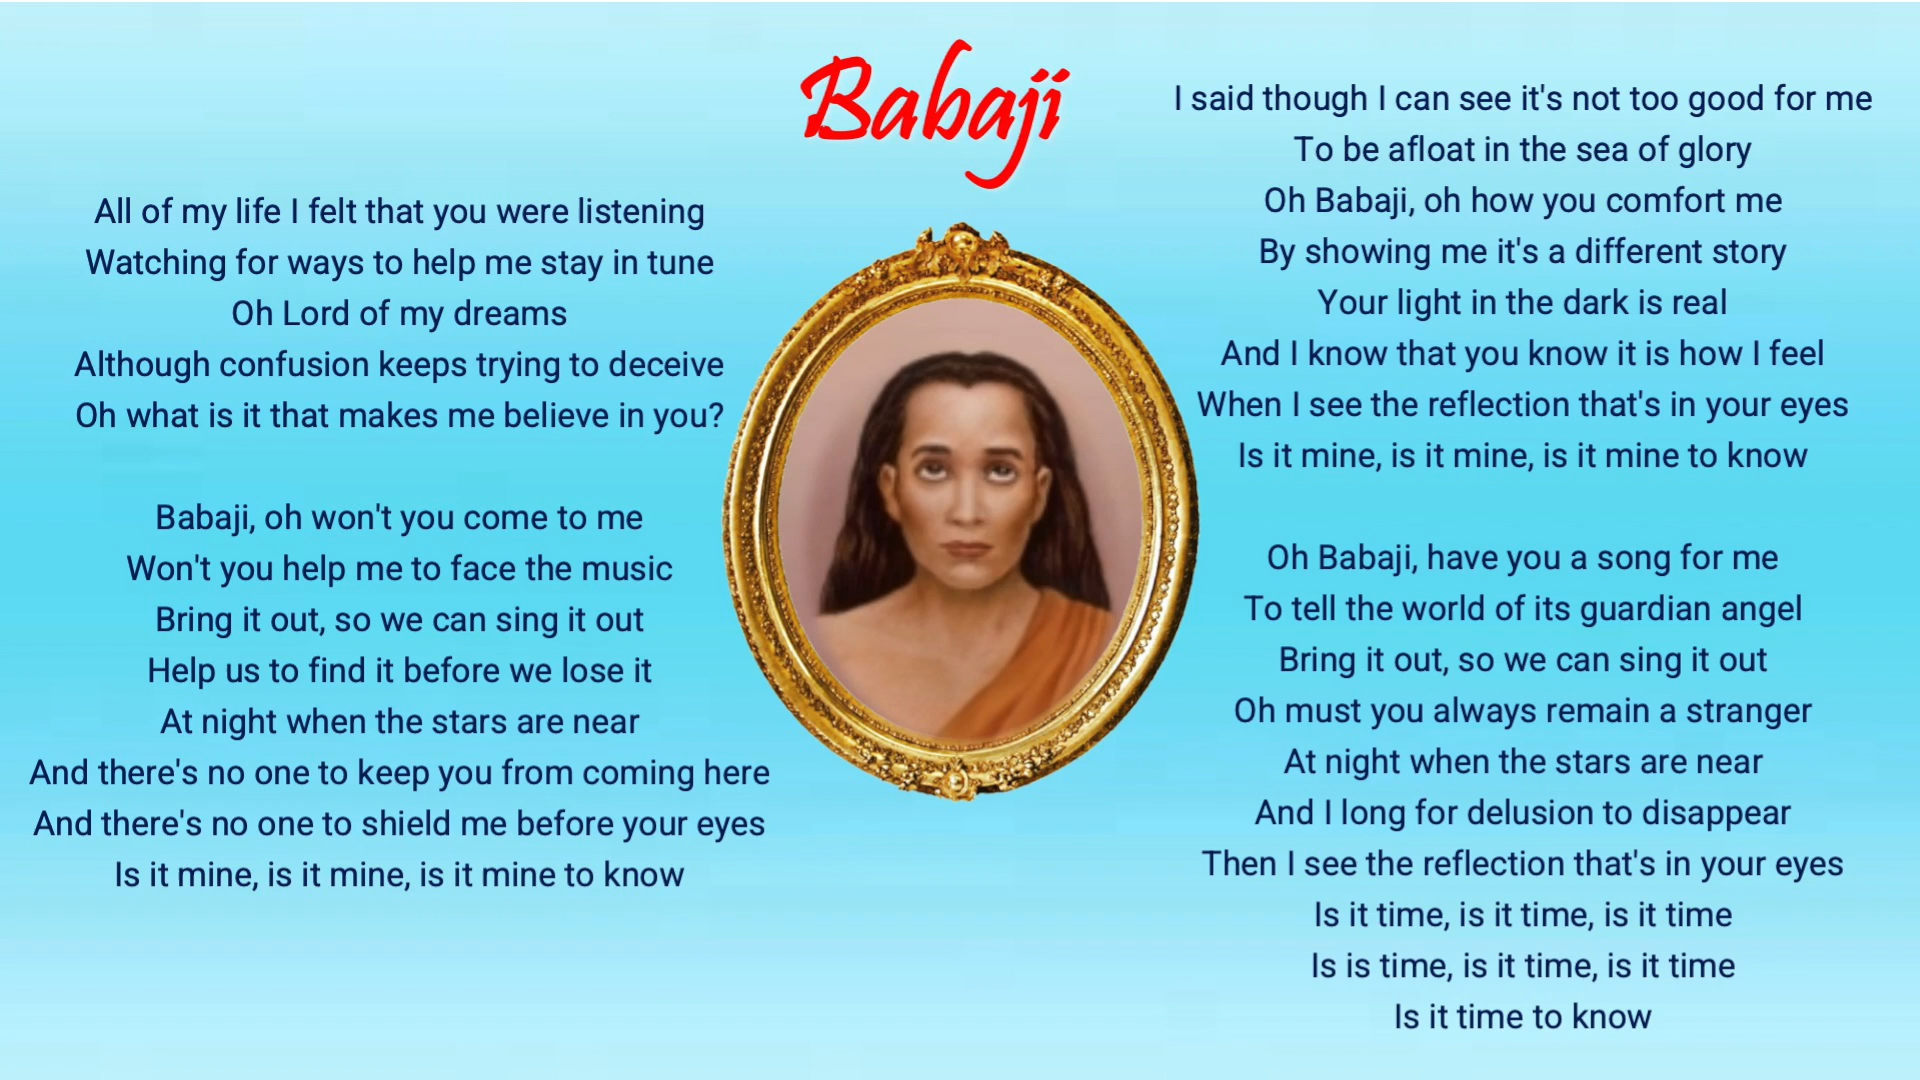 Babaji
All of my life I felt that you were listening
Watching for ways to help me stay in tune
Oh Lord of my dreams
Although confusion keeps trying to deceive
Oh what is it that makes me believe in you?
Babaji, oh won't you come to me
Won't you help me to face the music
Bring it out, so we can sing it out
Help us to find it before we lose it
At night when the stars are near
And there's no one to keep you from coming here
And there's no one to shield me before your eyes
Is it mine, is it mine, is it mine to know
I said though I can see it's not too good for me
To be afloat in the sea of glory
Oh Babaji, oh how you comfort me
By showing me it's a different story
Your light in the dark is real
And I know that you know it is how I feel
When I see the reflection that's in your eyes
Is it mine, is it mine, is it mine to know
Oh Babaji, have you a song for me
To tell the world of its guardian angel
Bring it out, so we can sing it out
Oh must you always remain a stranger
At night when the stars are near
And I long for delusion to disappear
Then I see the reflection that's in your eyes
Is it time, is it time, is it time
Is is time, is it time, is it time
Is it time to know